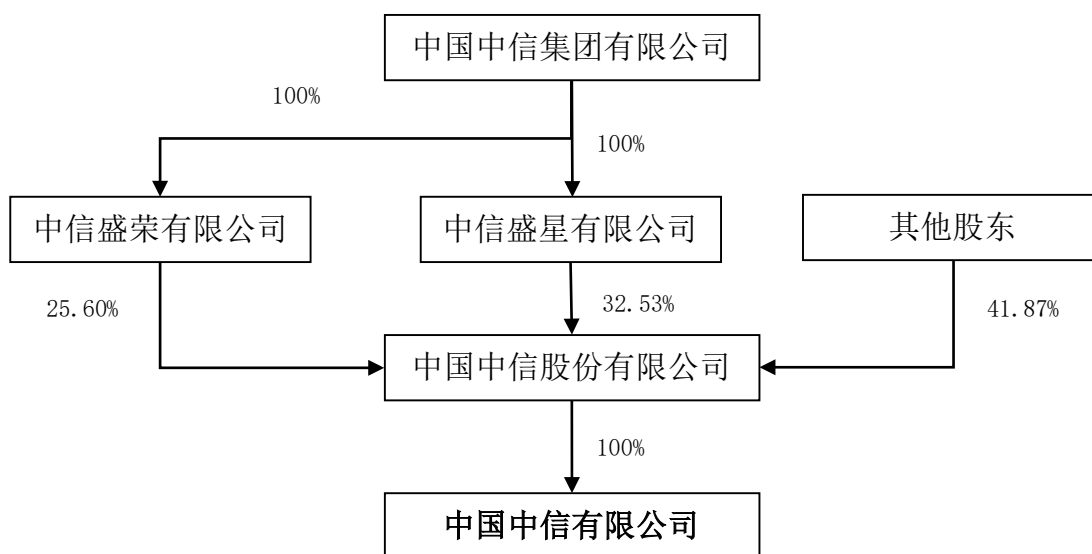 中国中信集团有限公司
100%
100%
中信盛荣有限公司
中信盛星有限公司
其他股东
25.60%
32.53%
41.87%
中国中信股份有限公司
100%
中国中信有限公司